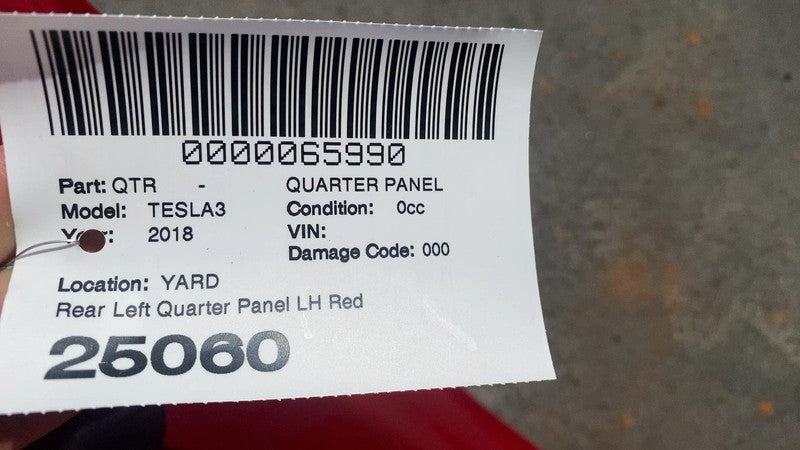 0000065990
Part: QTR - QUARTER PANEL
Model: TESLA3 Condition: 0cc
2018 VIN:
Damage Code: 000
Location: YARD
Rear Left Quarter Panel LH Red
25060